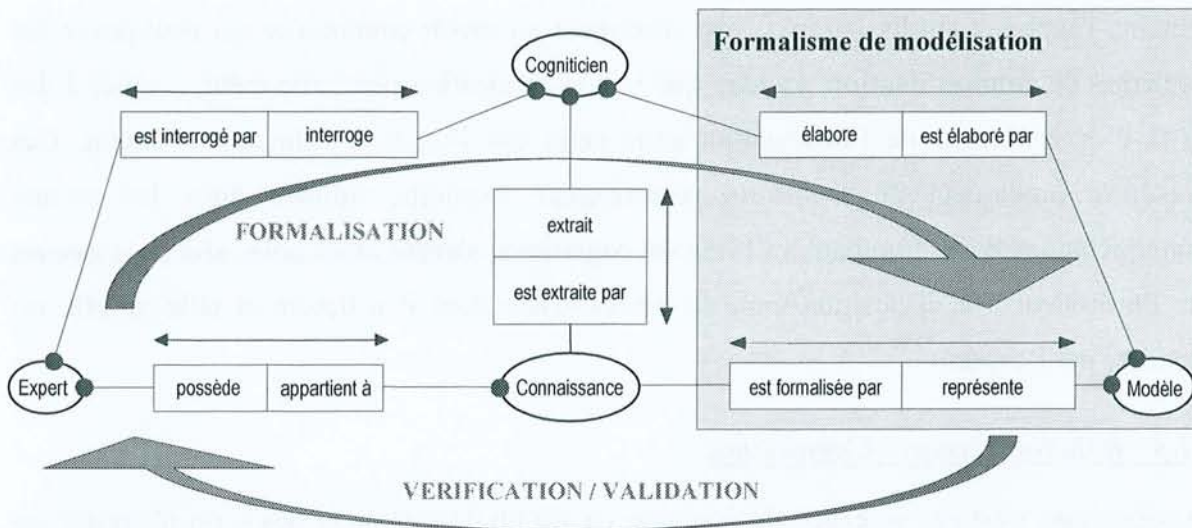 Formalisme de modélisation
Cogniticien
est interrogé par
interroge
élabore
est élaboré par
FORMALISATION
extrait
est extraite par
Expert
possède
appartient à
Connaissance
est formalisée par
représente
Modèle
VERIFICATION / VALIDATION